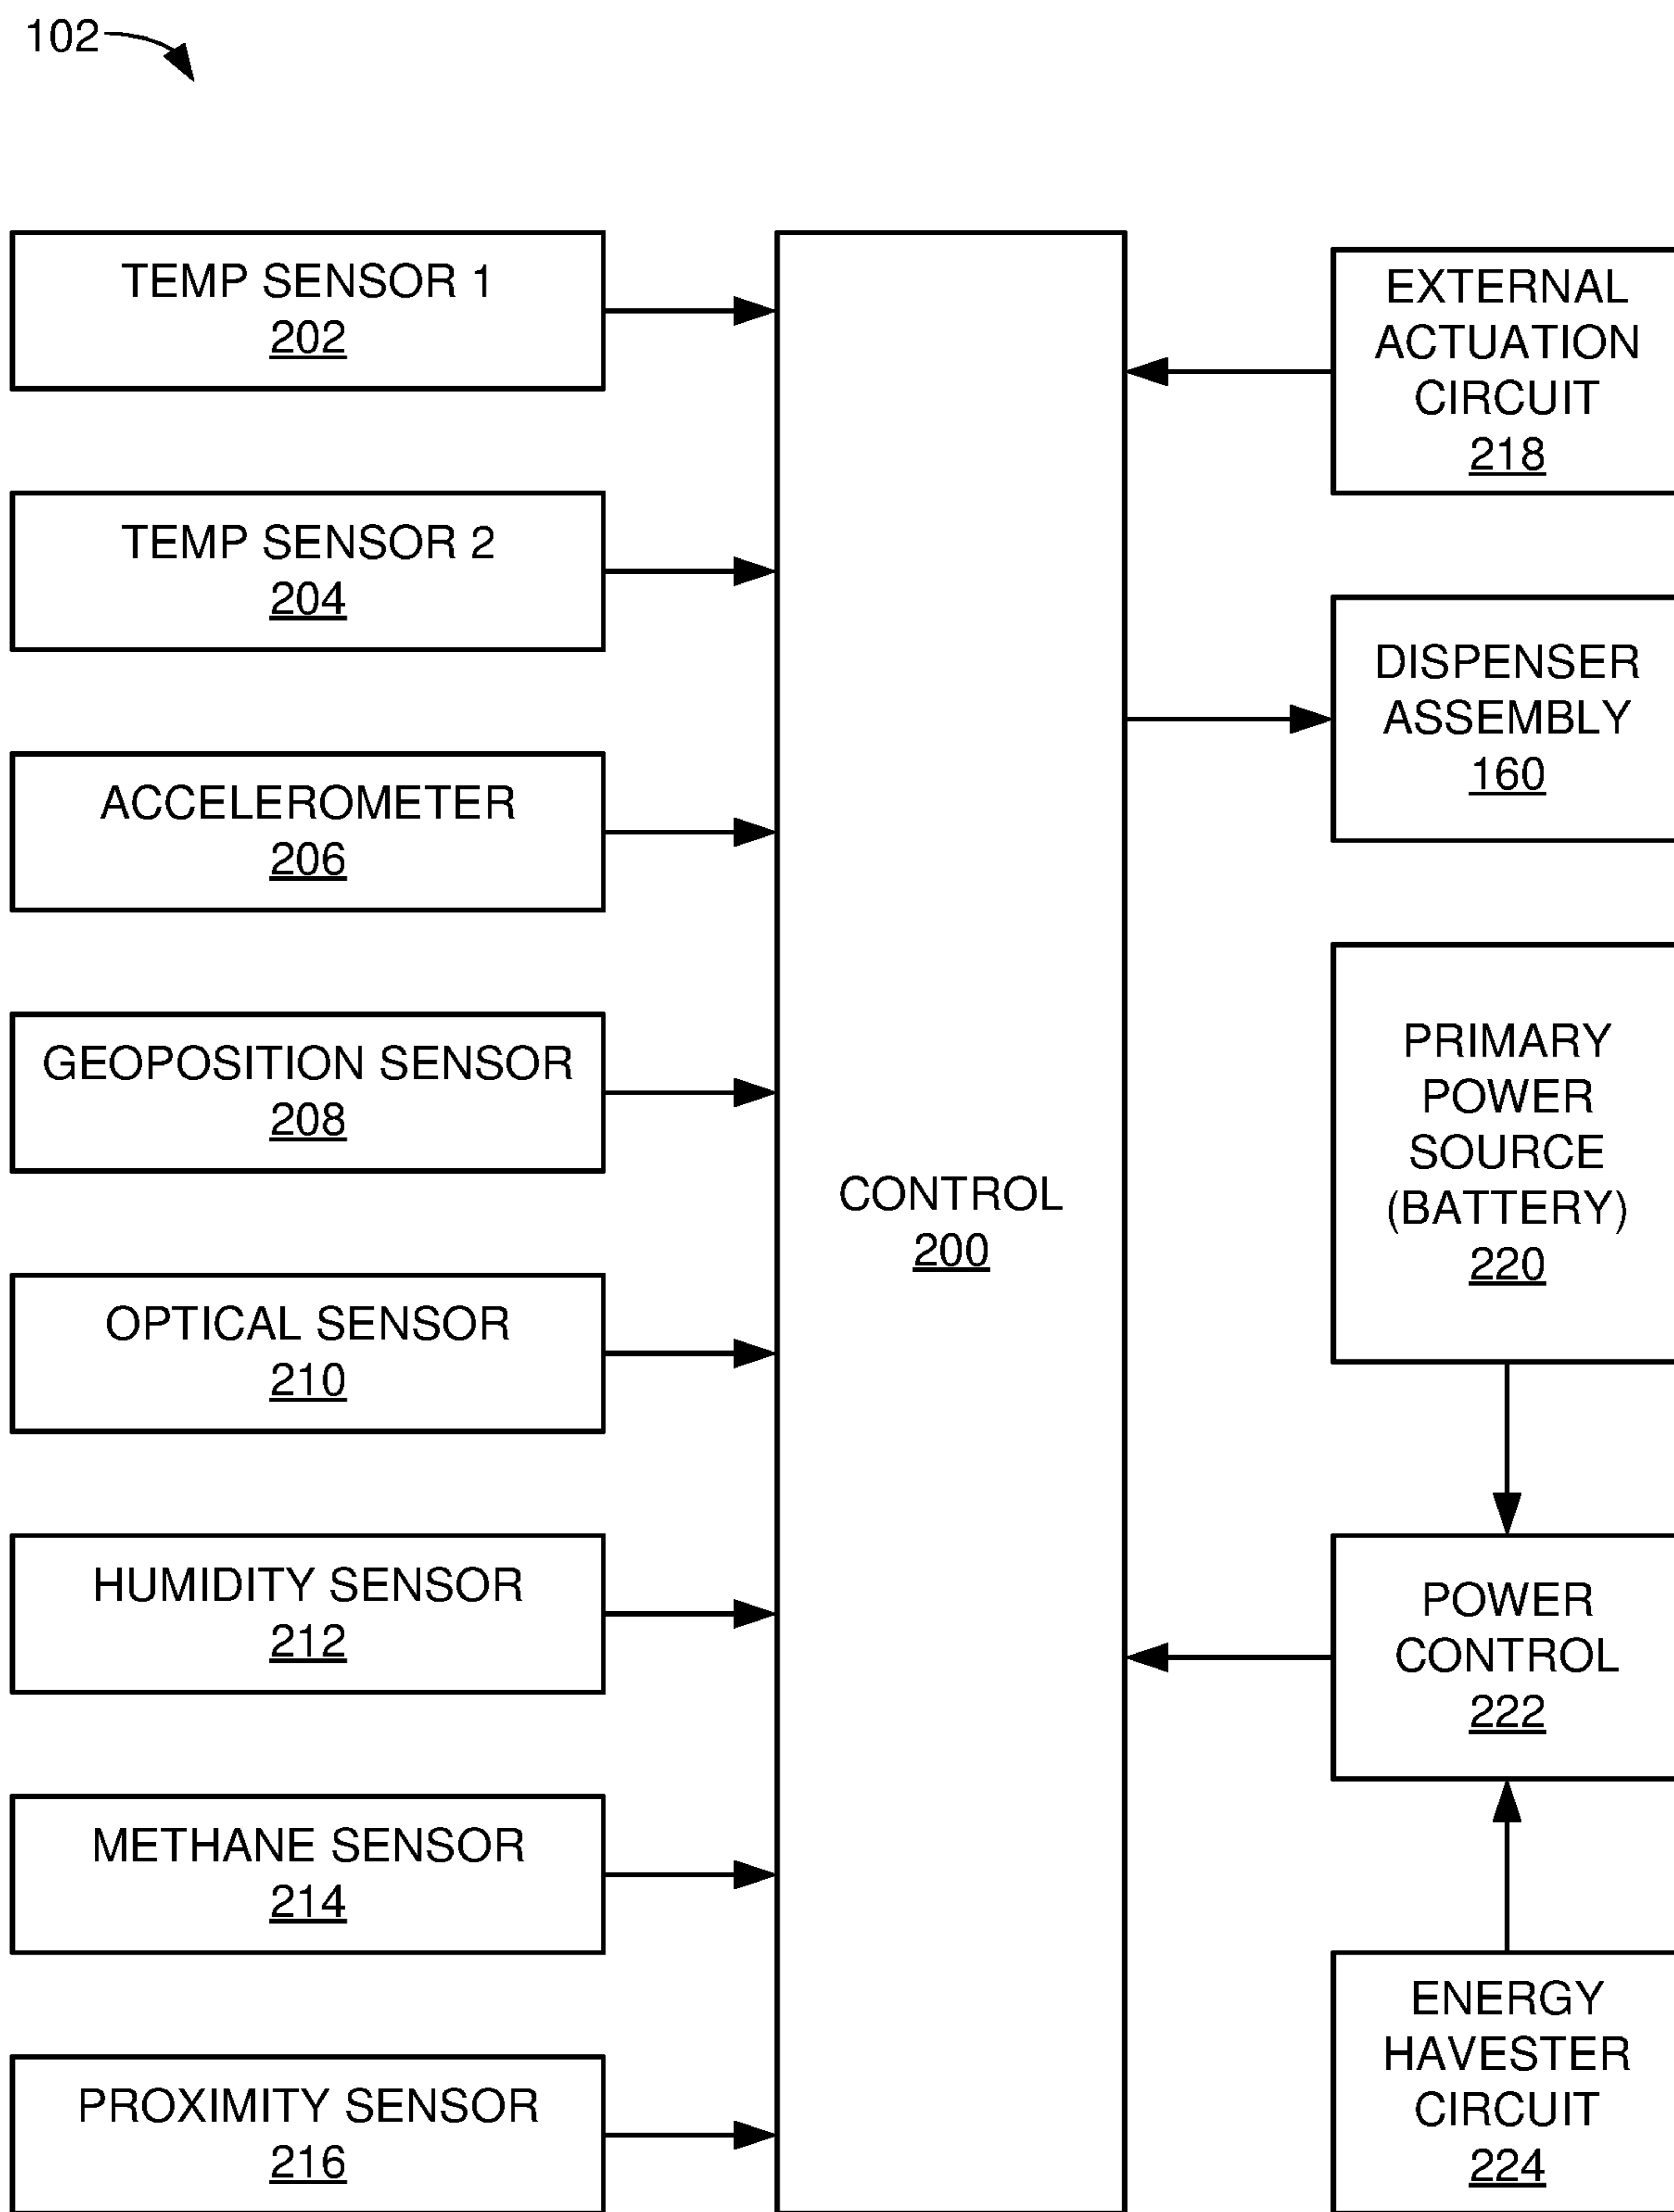 102
TEMP SENSOR 1
202
TEMP SENSOR 2
204
ACCELEROMETER
206
GEOPOSITION SENSOR
208
OPTICAL SENSOR
210
HUMIDITY SENSOR
212
METHANE SENSOR
214
PROXIMITY SENSOR
216
CONTROL
200
EXTERNAL
ACTUATION
CIRCUIT
218
DISPENSER
ASSEMBLY
160
PRIMARY
POWER
SOURCE
(BATTERY)
220
POWER
CONTROL
222
ENERGY
HAVESTER
CIRCUIT
224